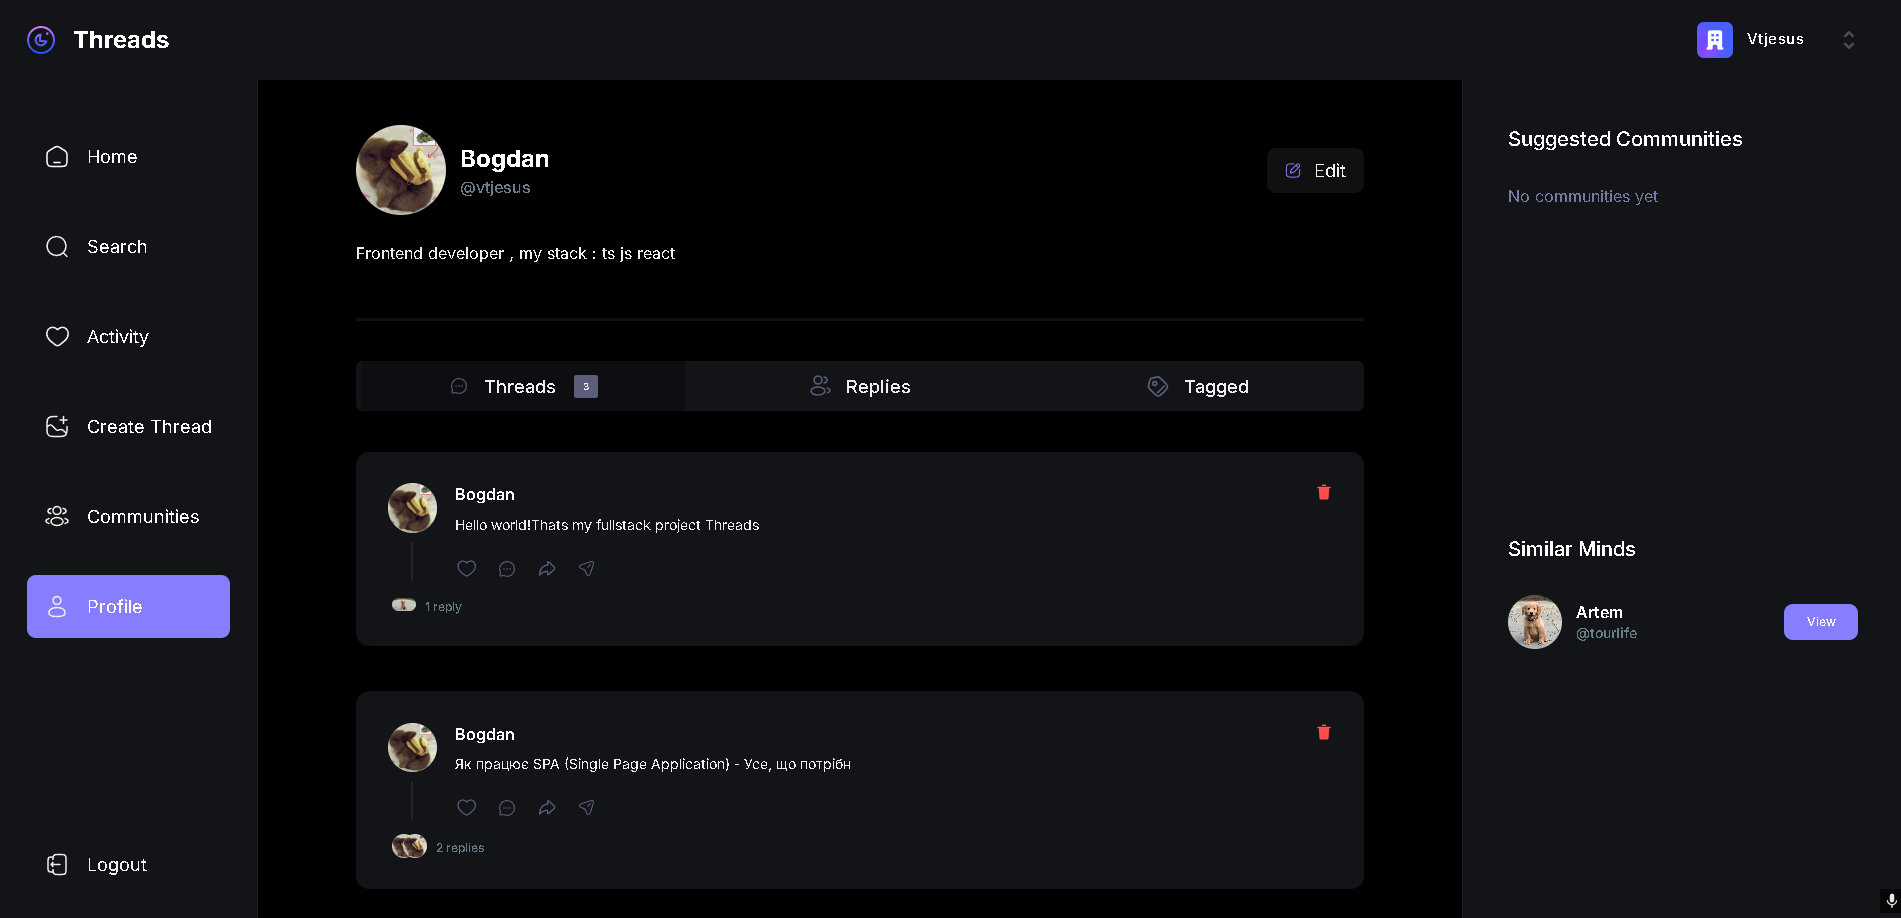 Threads
Vtjesus
Home
Search
Activity
Create Thread
Communities
Profile
Logout
Bogdan
@vtjesus
Edit
Frontend developer , my stack : ts js react
Threads 3 Replies Tagged
Bogdan
Hello world!Thats my fullstack project Threads
1 reply
Bogdan
Як працює SPA (Single Page Application) - Усе, що потрібн
2 replies
Suggested Communities
No communities yet
Similar Minds
Artem
@tourlife
View